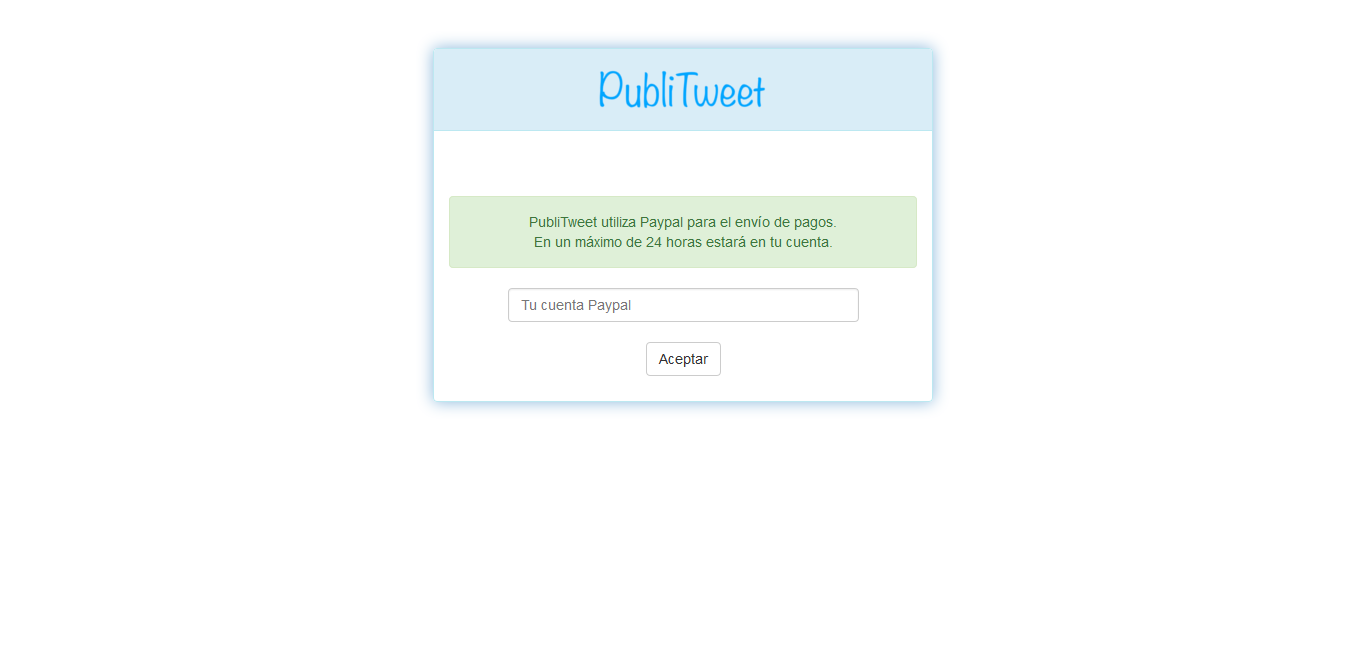 PubliTweet
PubliTweet utiliza Paypal para el envío de pagos.
En un máximo de 24 horas estará en tu cuenta.
Tu cuenta Paypal
Aceptar